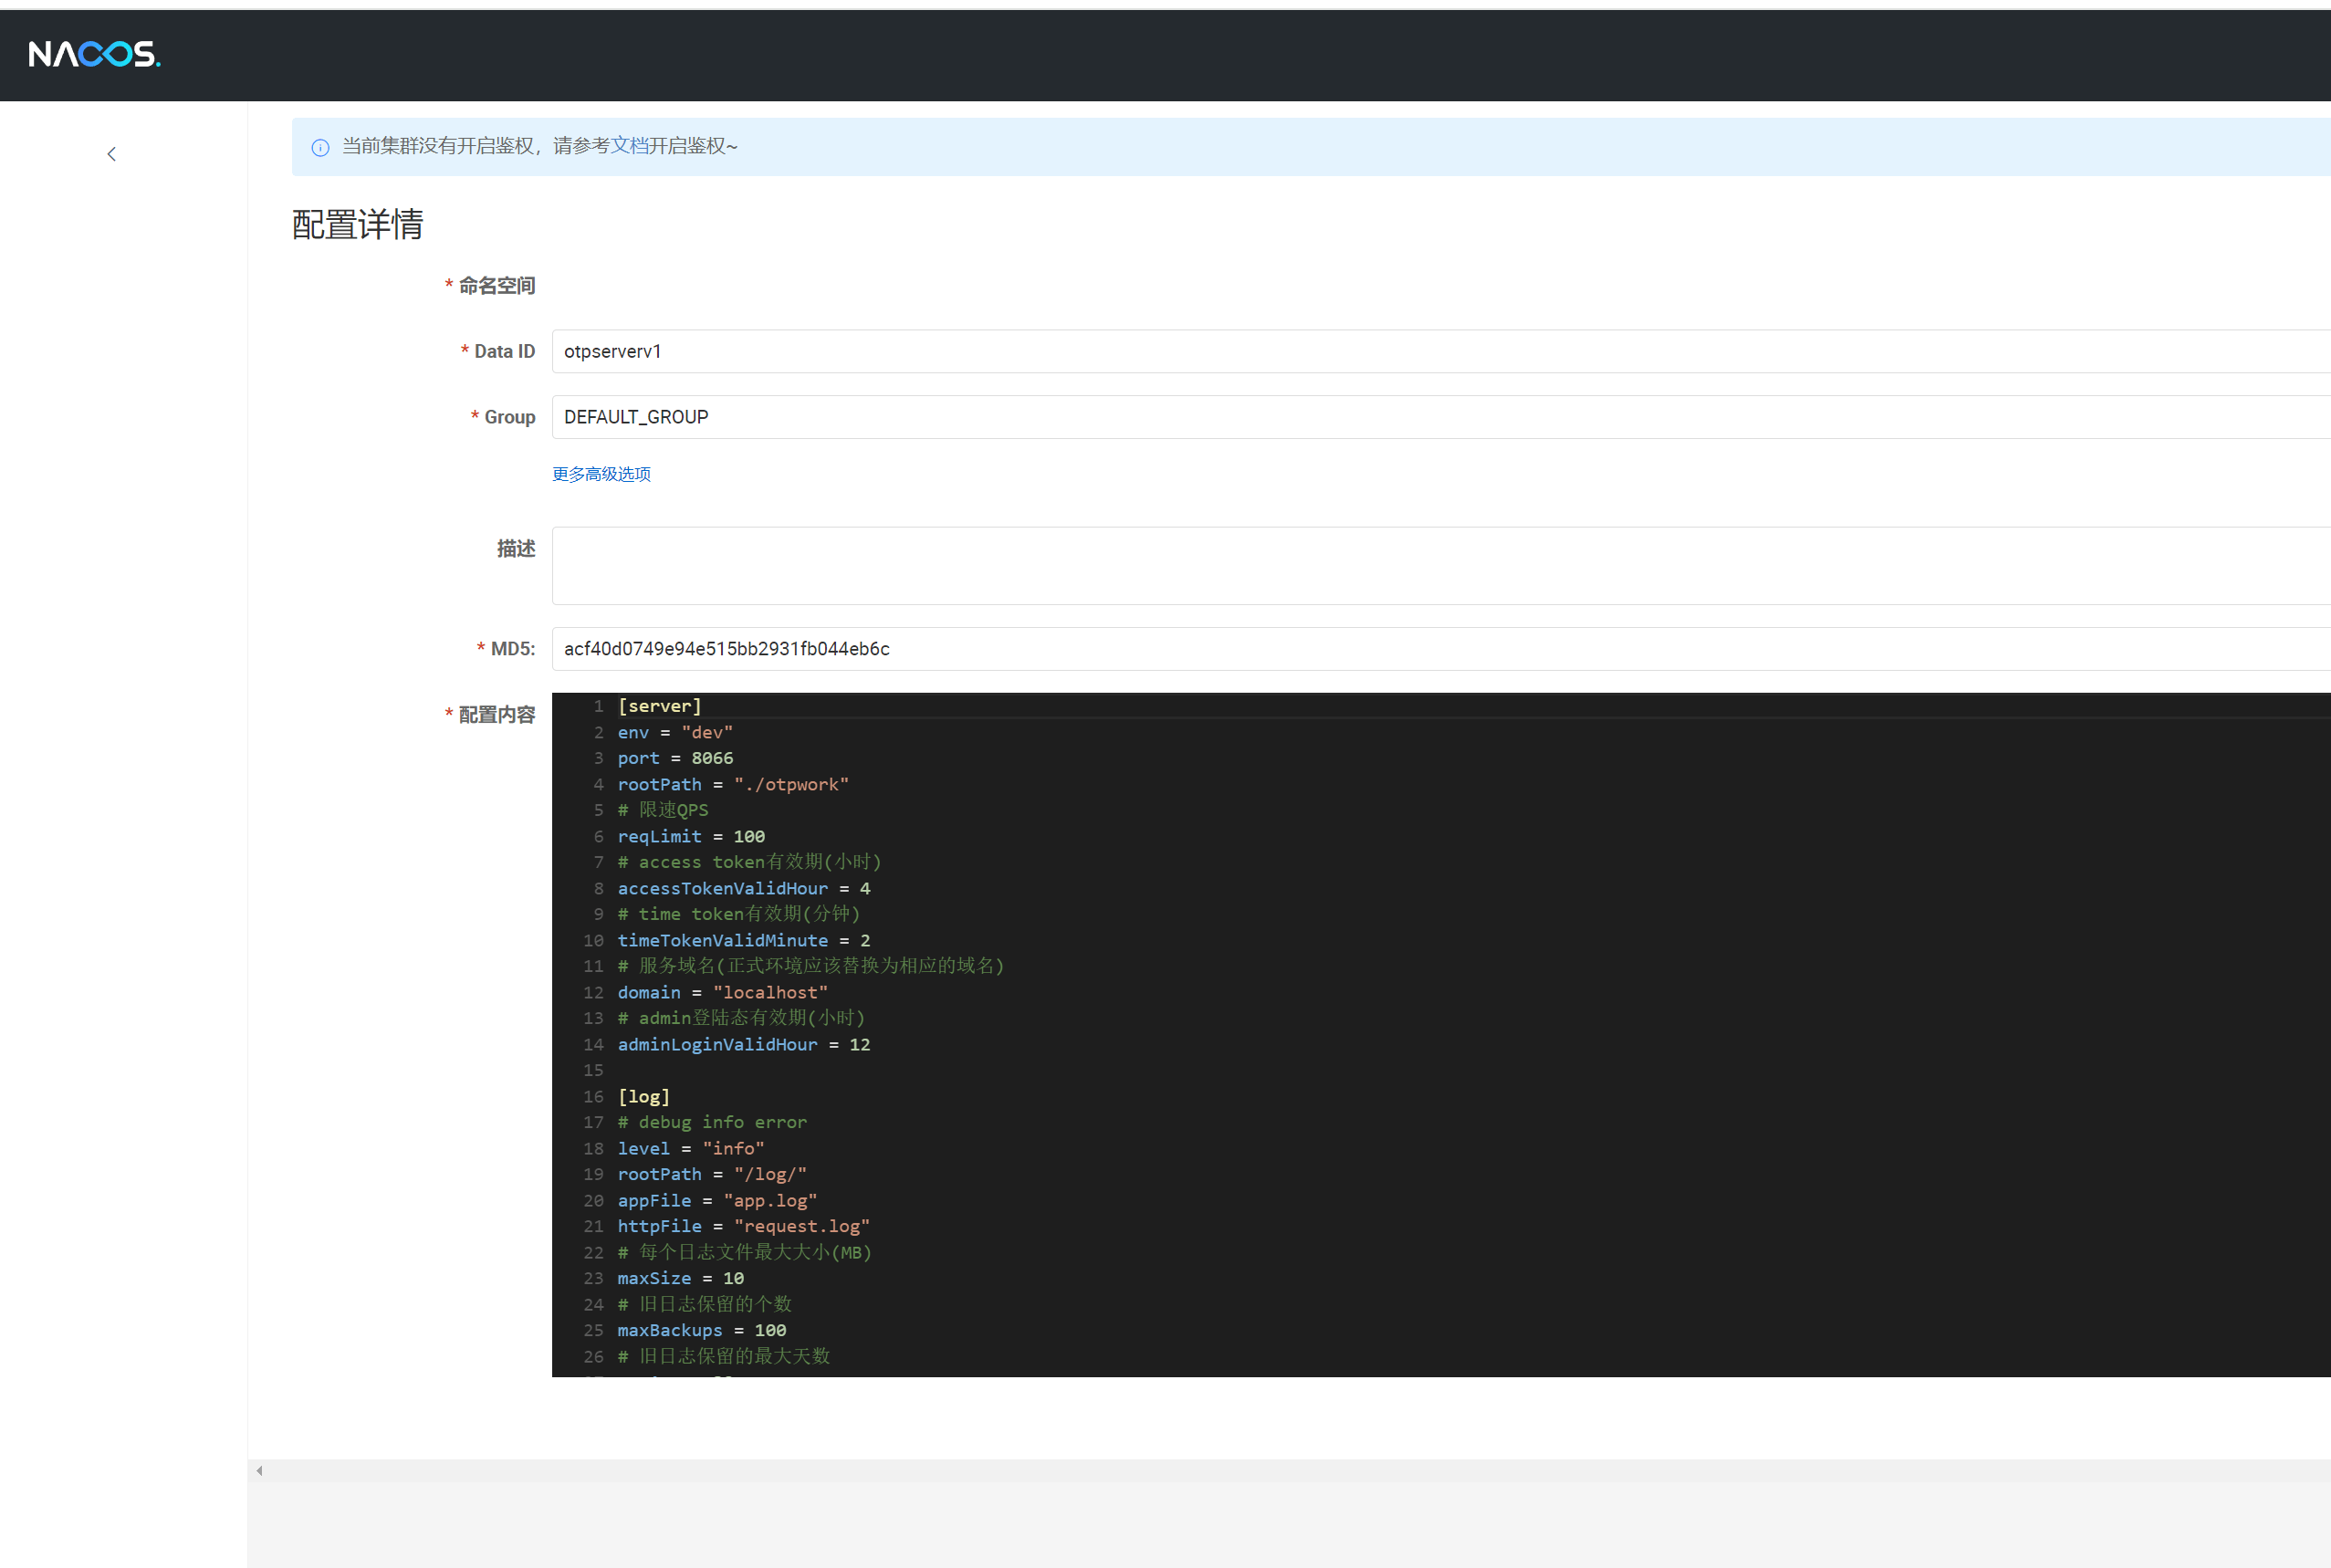 NACOS.
当前集群没有开启鉴权，请参考文档开启鉴权~
配置详情
* 命名空间
* Data ID otpserverv1
* Group DEFAULT_GROUP
更多高级选项
描述
* MD5: acf40d0749e94e515bb2931fb044eb6c
* 配置内容
1 [server]
2 env = "dev"
3 port = 8066
4 rootPath = "./otpwork"
5 # 限速QPS
6 reqLimit = 100
7 # access token有效期(小时)
8 accessTokenValidHour = 4
9 # time token有效期(分钟)
10 timeTokenValidMinute = 2
11 # 服务域名(正式环境应该替换为相应的域名)
12 domain = "localhost"
13 # admin登陆态有效期(小时)
14 adminLoginValidHour = 12
15
16 [log]
17 # debug info error
18 level = "info"
19 rootPath = "/log/"
20 appFile = "app.log"
21 httpFile = "request.log"
22 # 每个日志文件最大大小(MB)
23 maxSize = 10
24 # 旧日志保留的个数
25 maxBackups = 100
26 # 旧日志保留的最大天数